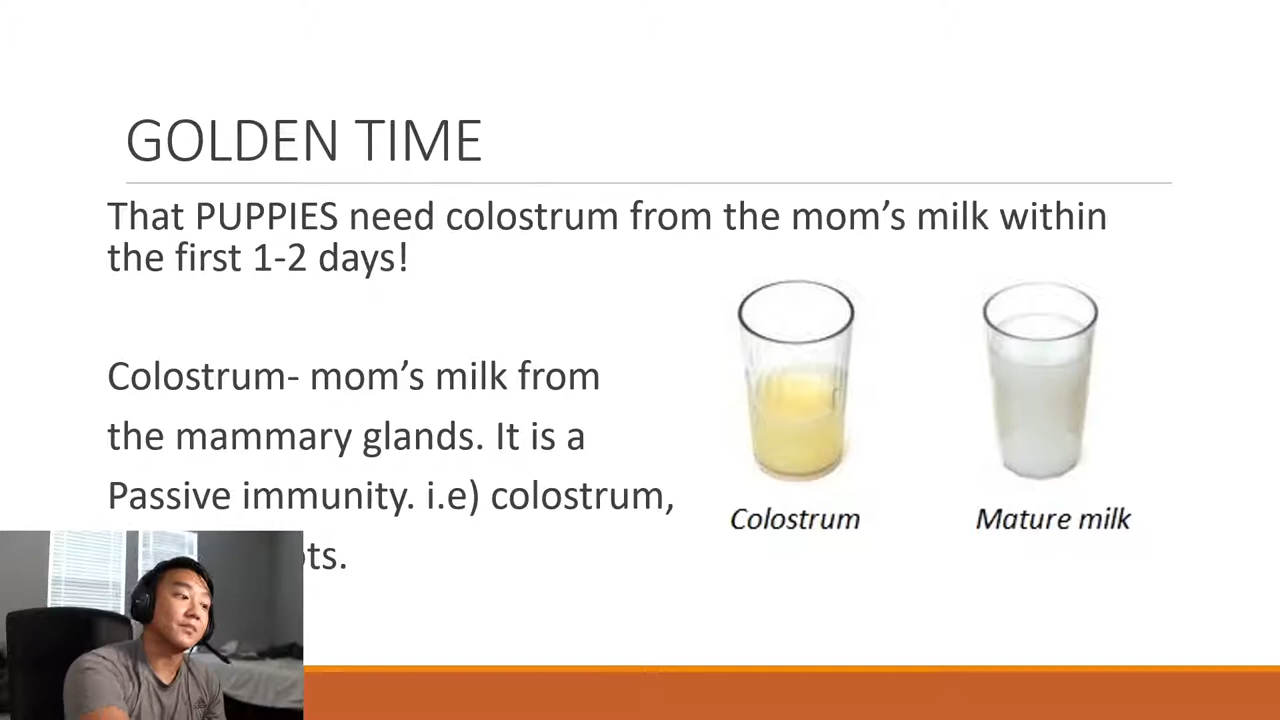 GOLDEN TIME
That PUPPIES need colostrum from the mom’s milk within
the first 1-2 days!
Colostrum- mom’s milk from
the mammary glands. It is a
Passive immunity. i.e) colostrum,
Colostrum
Mature milk